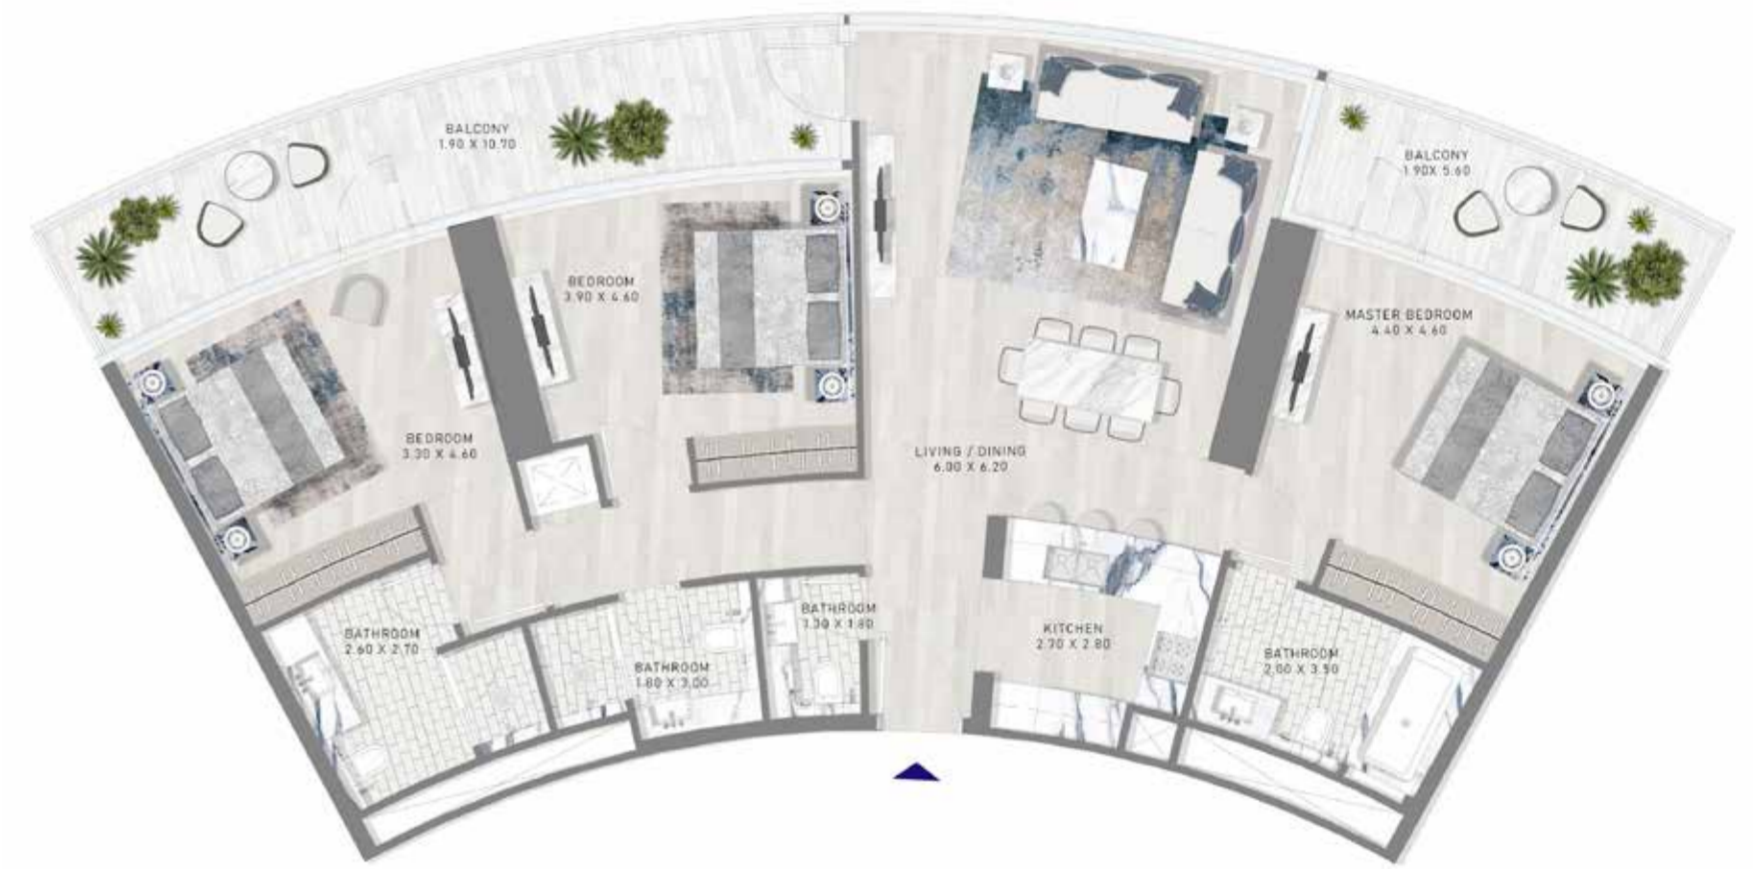 BALCONY
1.90 X 10.70
BALCONY
1.90X 5.60
BEDROOM
3.90 X 4.60
MASTER BEDROOM
4.40 X 4.60
BEDROOM
3.30 X 4.60
LIVING / DINING
6.00 X 6.20
BATHROOM
1.30 X 1.80
BATHROOM
2.60 X 2.70
KITCHEN
2.70 X 2.80
BATHROOM
1.80 X 3.00
BATHROOM
2.00 X 3.50